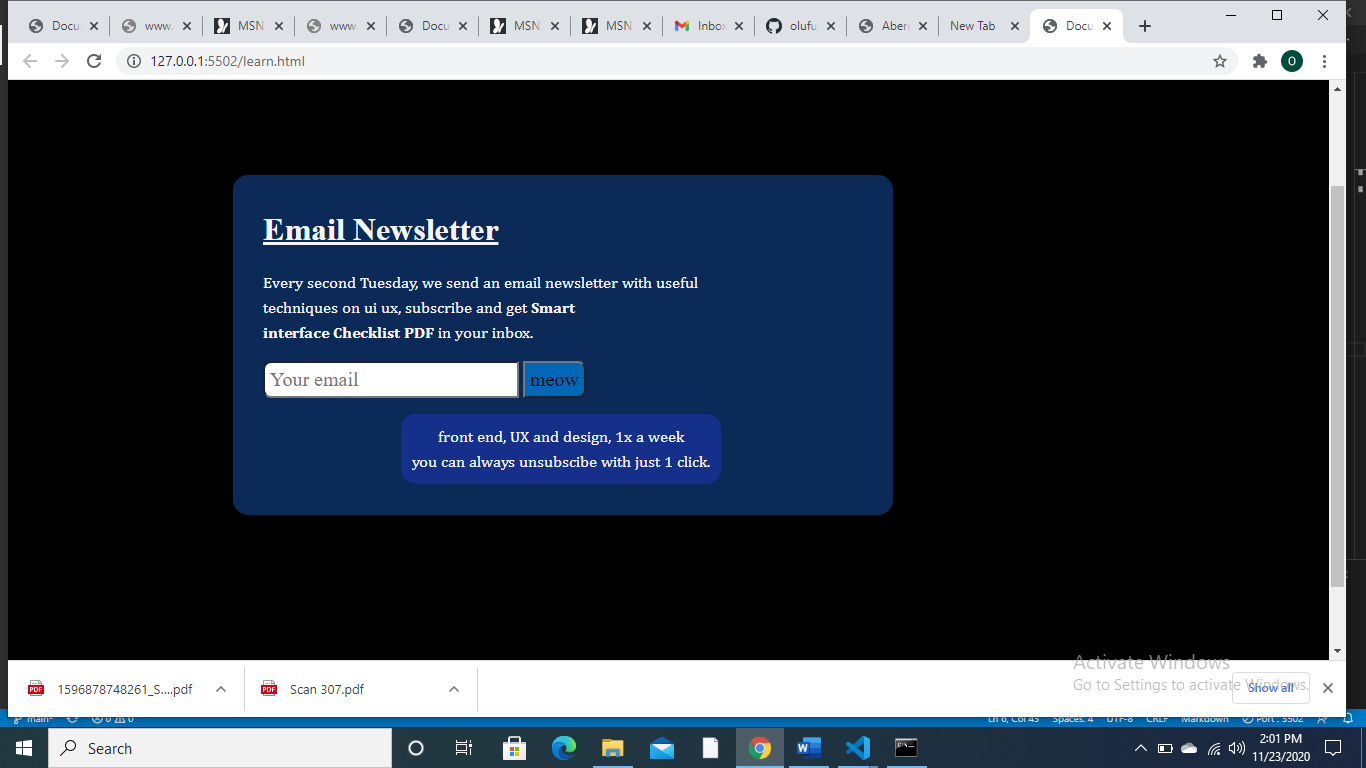 Docu www. MSN www. Docu MSN MSN Inbox olufu Aberc New Tab Docu
127.0.0.1:5502/learn.html O
Email Newsletter
Every second Tuesday, we send an email newsletter with useful
techniques on ui ux, subscribe and get Smart
interface Checklist PDF in your inbox.
Your email meow
front end, UX and design, 1x a week
you can always unsubscibe with just 1 click.
Activate Windows
Go to Settings to activate Windows.
PDF 1596878748261_S....pdf PDF Scan 307.pdf Show all
main* 0 0 Ln 6, Col 43 Spaces: 4 UTF-8 CRLF Markdown Port : 5502
Search 2:01 PM
11/23/2020